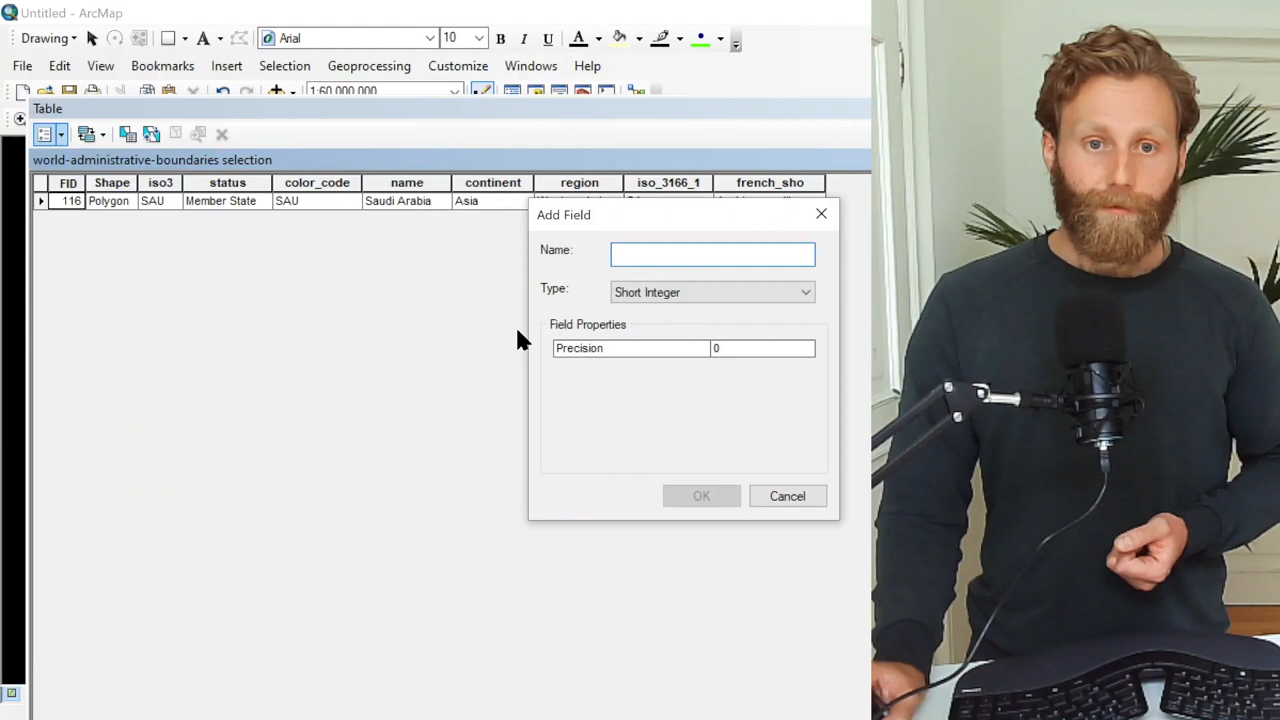 Untitled - ArcMap
Drawing Arial 10 B I U A
File Edit View Bookmarks Insert Selection Geoprocessing Customize Windows Help
1:60,000,000
Table
world-administrative-boundaries selection
FID Shape iso3 status color_code name continent region iso_3166_1 french_sho
116 Polygon SAU Member State SAU Saudi Arabia Asia
Add Field
Name:
Type: Short Integer
Field Properties
Precision 0
OK Cancel